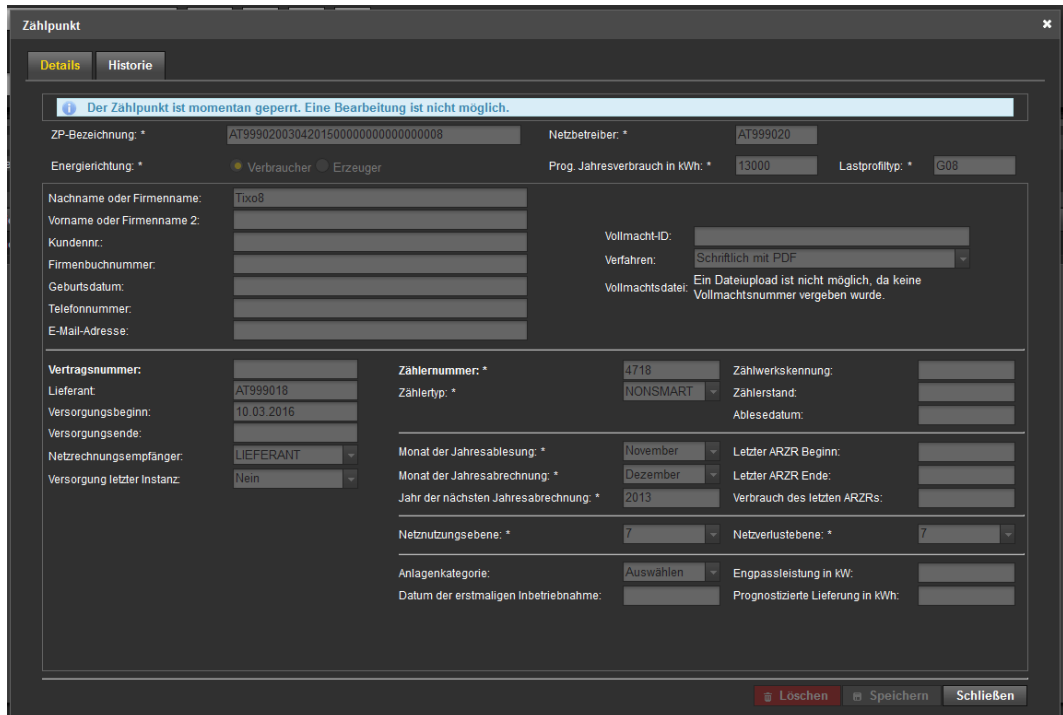 Zählpunkt
Details Historie
Der Zählpunkt ist momentan geperrt. Eine Bearbeitung ist nicht möglich.
ZP-Bezeichnung: * Netzbetreiber: * AT999020
Energierichtung: * Verbraucher Erzeuger Prog. Jahresverbrauch in kWh: * 13000 Lastprofiltyp: * G08
Nachname oder Firmenname: Tixo8
Vorname oder Firmenname 2:
Kundennr.:
Firmenbuchnummer:
Geburtsdatum:
Telefonnummer:
E-Mail-Adresse:
Vollmacht-ID:
Verfahren: Schriftlich mit PDF
Vollmachtsdatei: Ein Dateiupload ist nicht möglich, da keine
Vollmachtsnummer vergeben wurde.
Vertragsnummer:
Lieferant: AT999018
Versorgungsbeginn: 10.03.2016
Versorgungsende:
Netzrechnungsempfänger: LIEFERANT
Versorgung letzter Instanz: Nein
Zählernummer: * 4718 Zählwerkskennung:
Zählertyp: * NONSMART Zählerstand:
Ablesedatum:
Monat der Jahresablesung: * November Letzter ARZR Beginn:
Monat der Jahresabrechnung: * Dezember Letzter ARZR Ende:
Jahr der nächsten Jahresabrechnung: * 2013 Verbrauch des letzten ARZRs:
Netznutzungsebene: * 7 Netzverlustebene: * 7
Anlagenkategorie: Auswählen Engpassleistung in kW:
Datum der erstmaligen Inbetriebnahme: Prognostizierte Lieferung in kWh:
Löschen Speichern Schließen